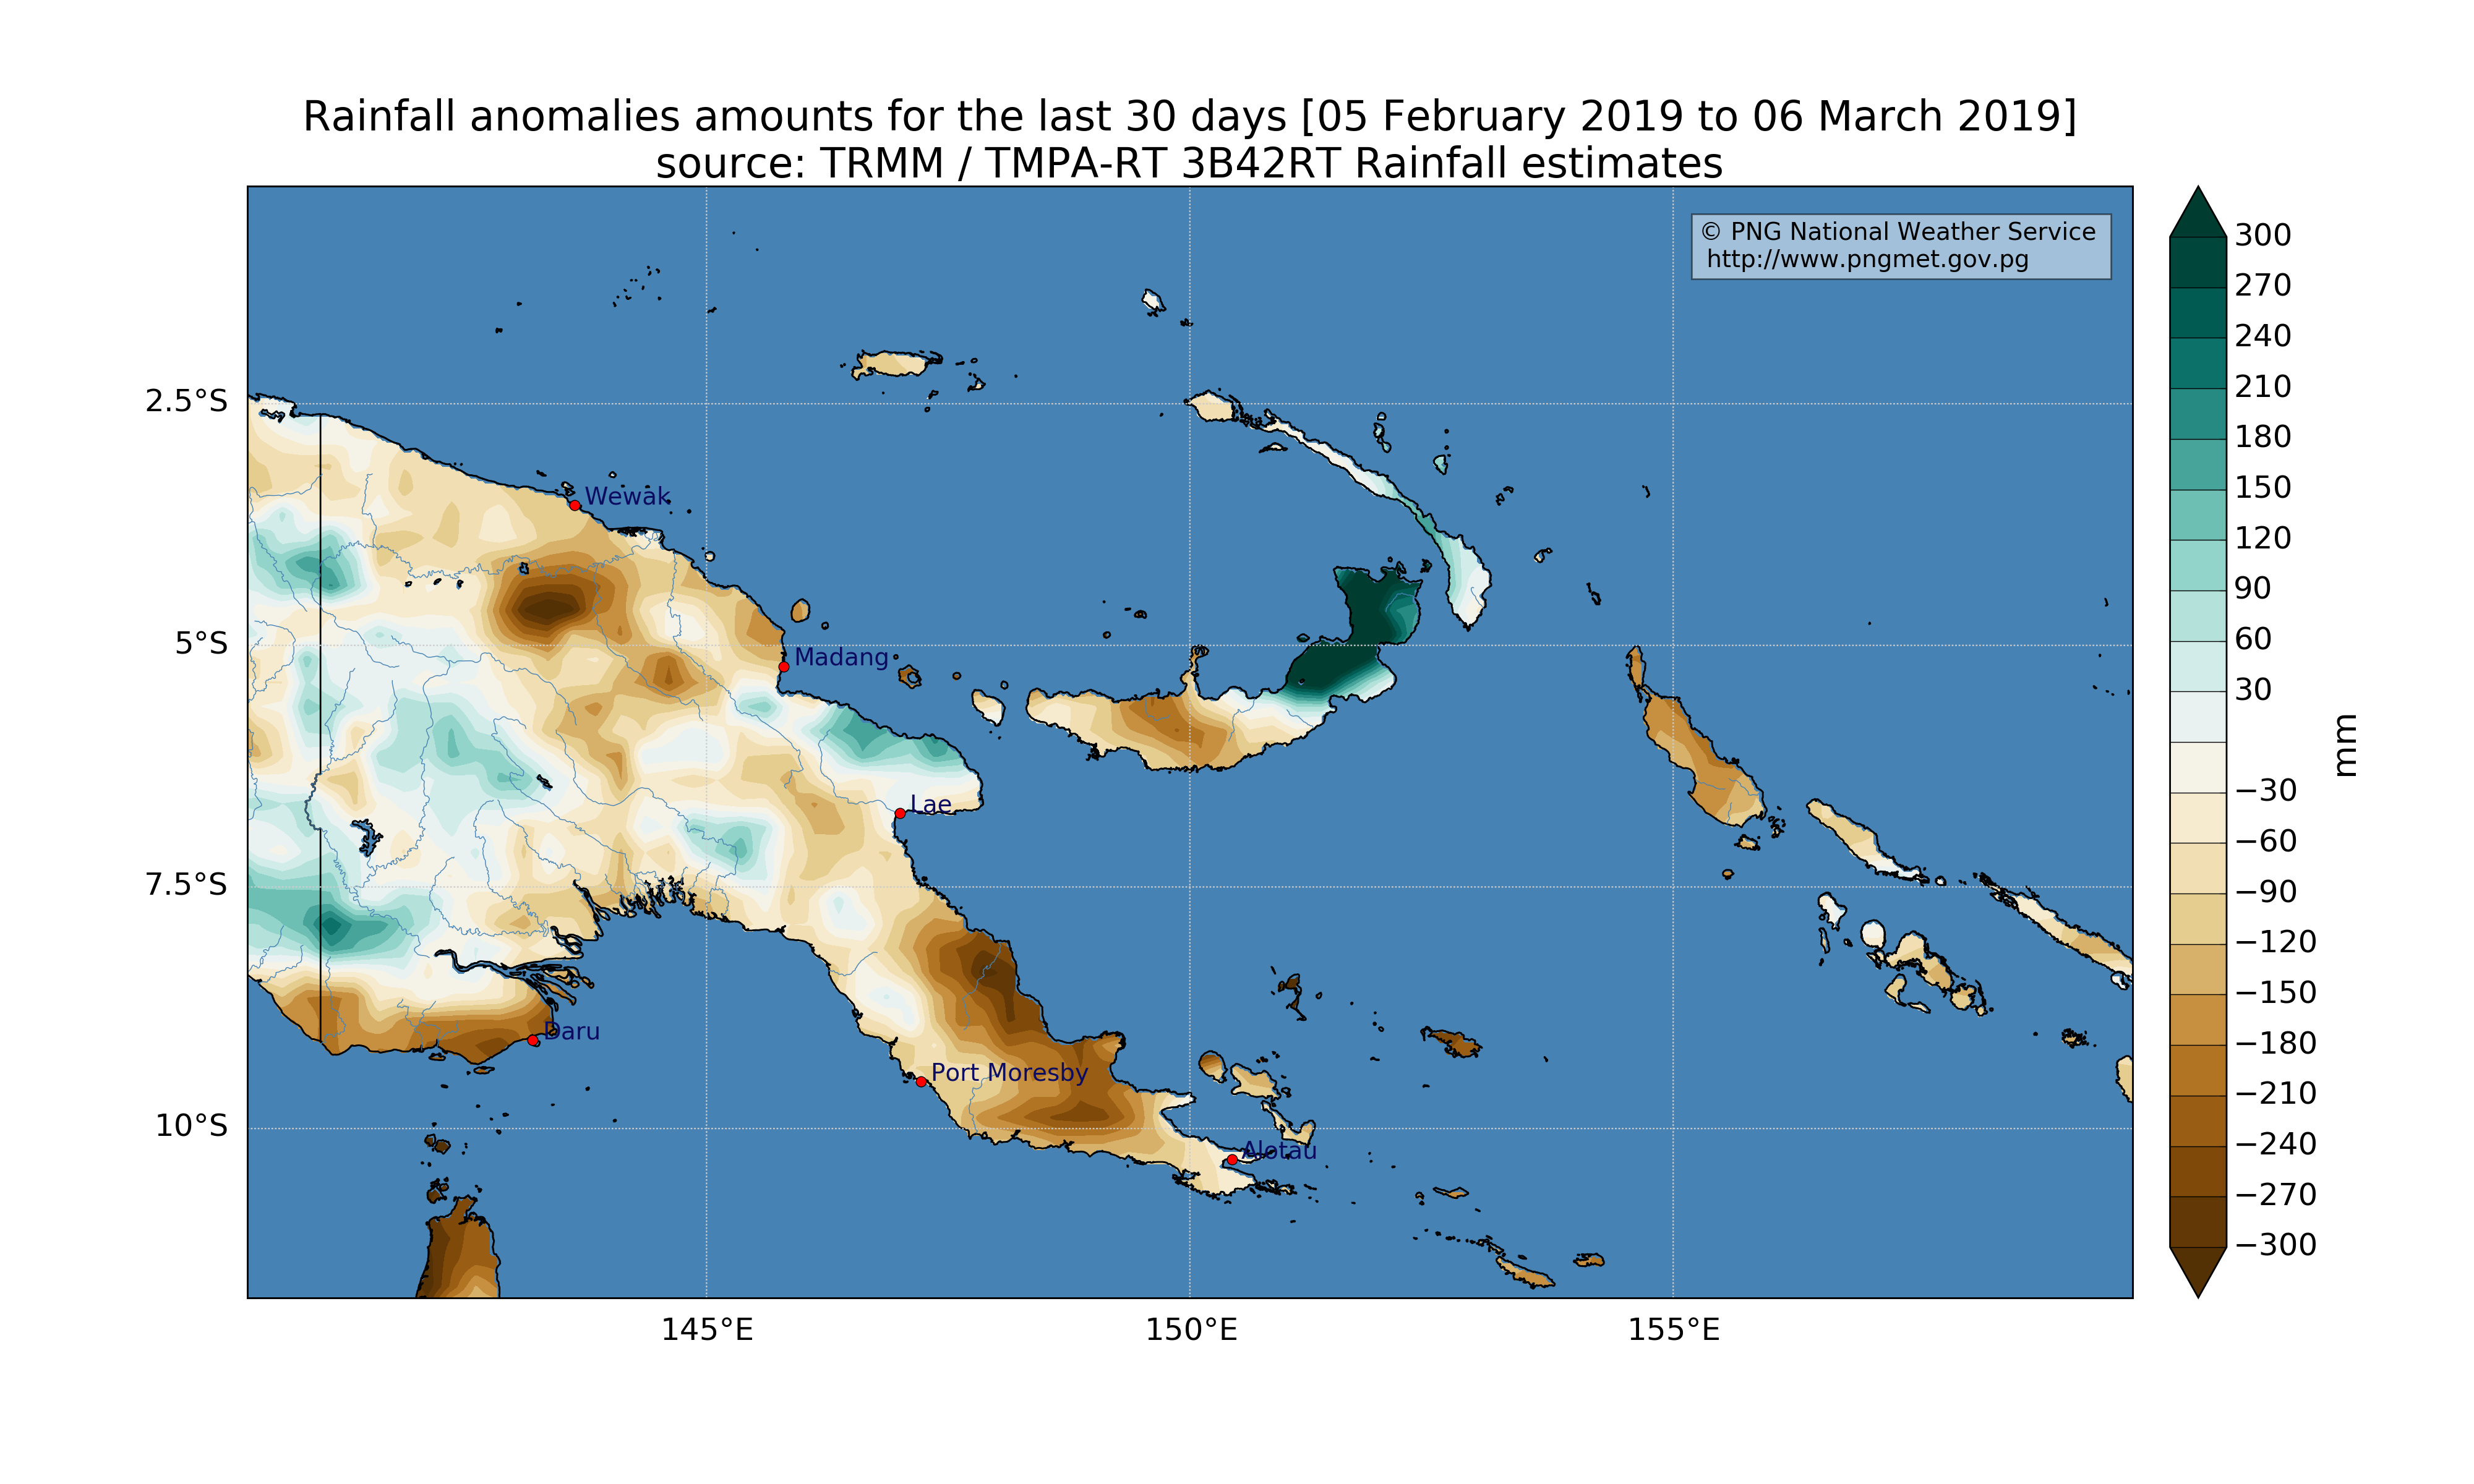 Rainfall anomalies amounts for the last 30 days [05 February 2019 to 06 March 2019]
source: TRMM / TMPA-RT 3B42RT Rainfall estimates
© PNG National Weather Service
http://www.pngmet.gov.pg
2.5°S
5°S
7.5°S
10°S
145°E
150°E
155°E
Wewak
Madang
Lae
Daru
Port Moresby
Alotau
300
270
240
210
180
150
120
90
60
30
−30
−60
−90
−120
−150
−180
−210
−240
−270
−300
mm